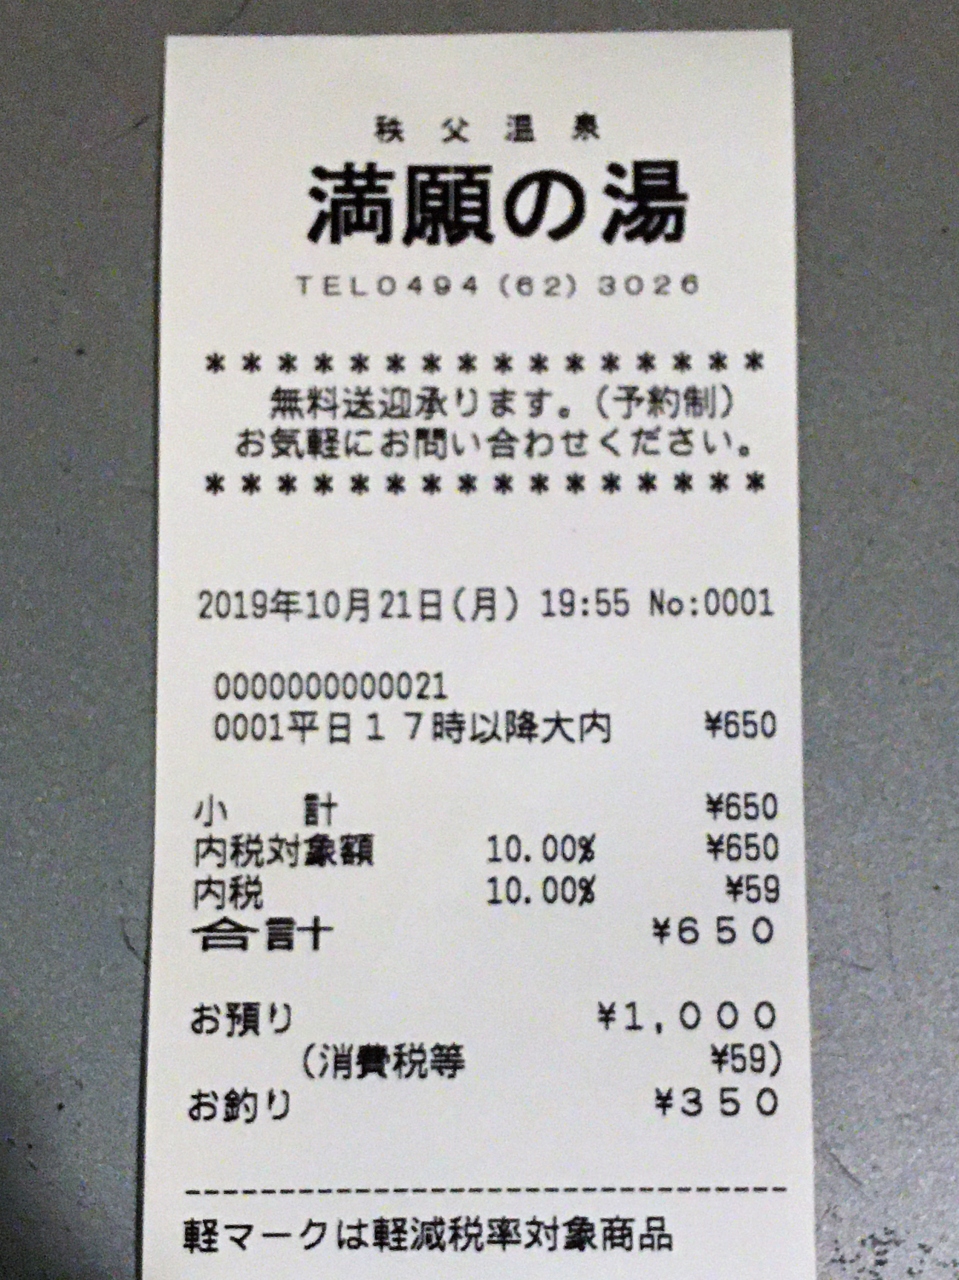 秩父温泉
満願の湯
TEL0494(62)3026
＊＊＊＊＊＊＊＊＊＊＊＊＊＊＊＊
無料送迎承ります。（予約制）
お気軽にお問い合わせください。
＊＊＊＊＊＊＊＊＊＊＊＊＊＊＊＊
2019年10月21日(月) 19:55 No:0001
0000000000021
0001平日１７時以降大内 ¥650
小 計 ¥650
内税対象額 10.00% ¥650
内税 10.00% ¥59
合計 ¥６５０
お預り ¥１,０００
(消費税等 ¥59)
お釣り ¥３５０
--------------------------------
軽マークは軽減税率対象商品